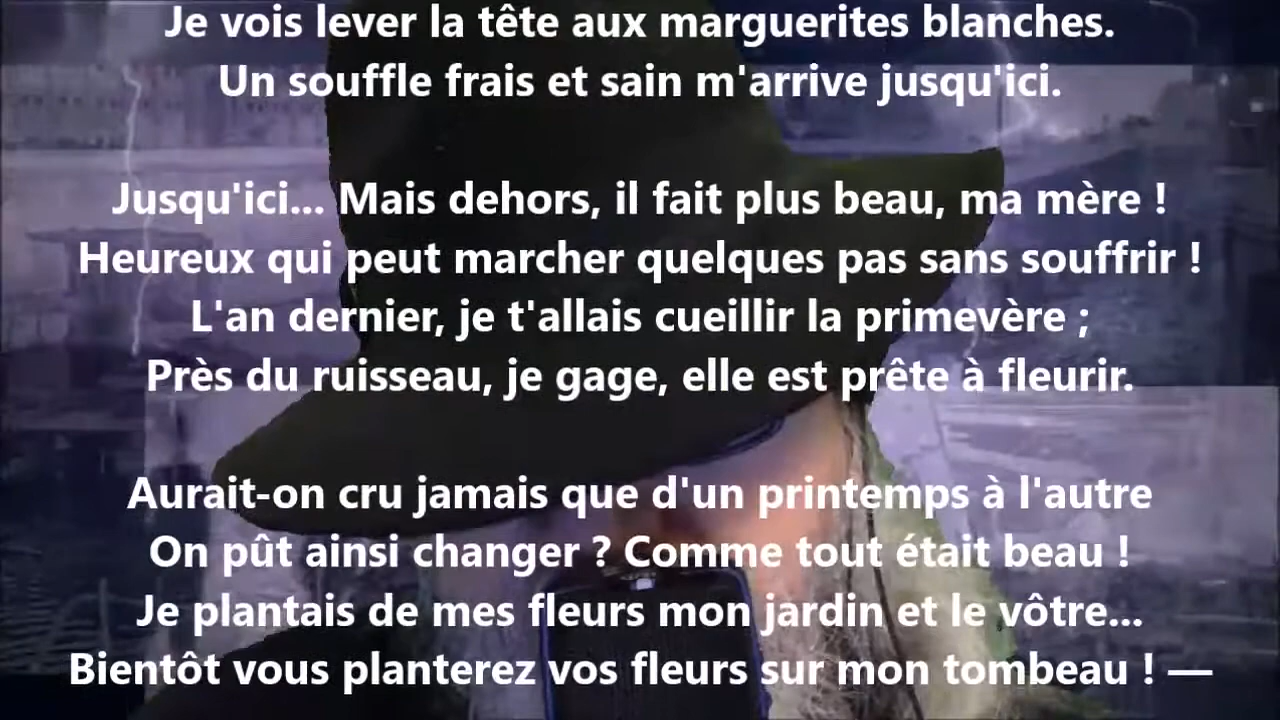 Je vois lever la tête aux marguerites blanches.
Un souffle frais et sain m'arrive jusqu'ici.
Jusqu'ici... Mais dehors, il fait plus beau, ma mère !
Heureux qui peut marcher quelques pas sans souffrir !
L'an dernier, je t'allais cueillir la primevère ;
Près du ruisseau, je gage, elle est prête à fleurir.
Aurait-on cru jamais que d'un printemps à l'autre
On pût ainsi changer ? Comme tout était beau !
Je plantais de mes fleurs mon jardin et le vôtre...
Bientôt vous planterez vos fleurs sur mon tombeau ! —